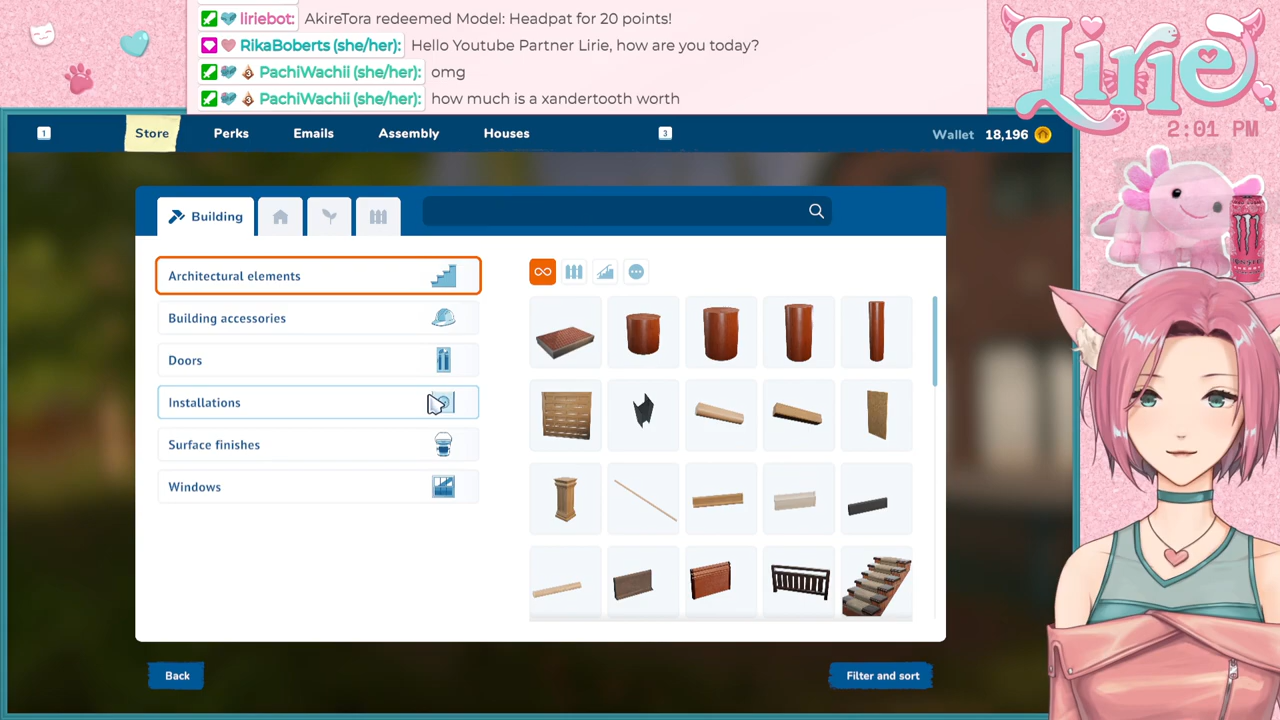 liriebot: AkireTora redeemed Model: Headpat for 20 points!
RikaBoberts (she/her): Hello Youtube Partner Lirie, how are you today?
3 PachiWachii (she/her): omg
3 PachiWachii (she/her): how much is a xandertooth worth
Lirie
2:01 PM
1 Store Perks Emails Assembly Houses 3 Wallet 18,196
Building
Architectural elements
Building accessories
Doors
Installations
Surface finishes
Windows
Back
Filter and sort